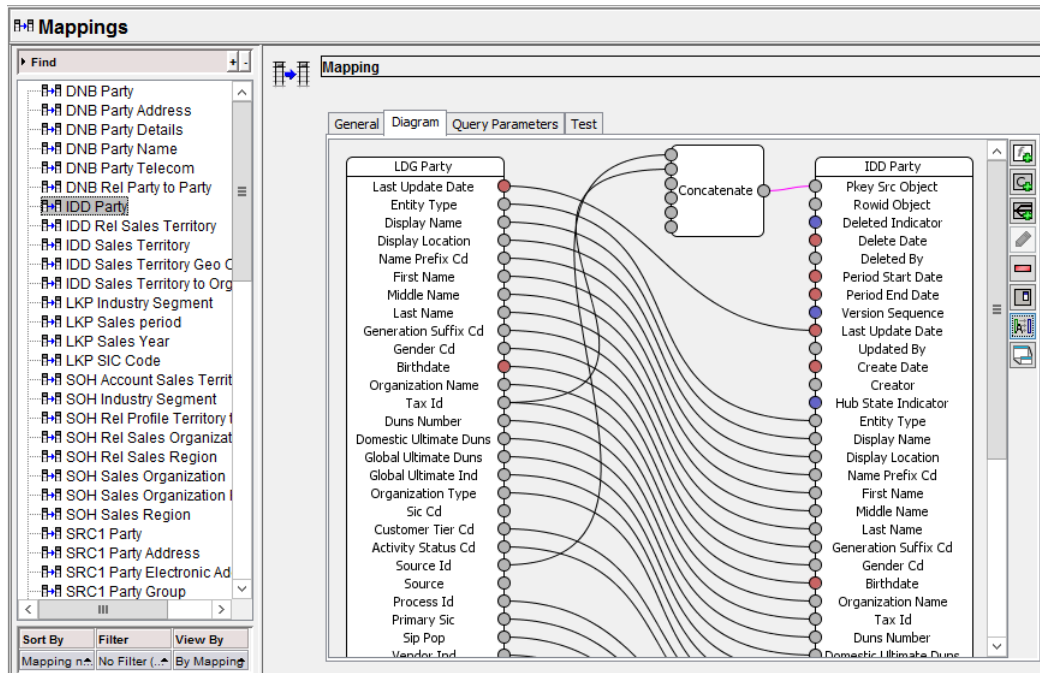 Mappings
Find
+ -
DNB Party
DNB Party Address
DNB Party Details
DNB Party Name
DNB Party Telecom
DNB Rel Party to Party
IDD Party
IDD Rel Sales Territory
IDD Sales Territory
IDD Sales Territory Geo C
IDD Sales Territory to Org
LKP Industry Segment
LKP Sales period
LKP Sales Year
LKP SIC Code
SOH Account Sales Territ
SOH Industry Segment
SOH Rel Profile Territory t
SOH Rel Sales Organizat
SOH Rel Sales Region
SOH Sales Organization
SOH Sales Organization
SOH Sales Region
SRC1 Party
SRC1 Party Address
SRC1 Party Electronic Ad
SRC1 Party Group
Sort By Filter View By
Mapping n... No Filter (... By Mapping
Mapping
General Diagram Query Parameters Test
LDG Party
Last Update Date
Entity Type
Display Name
Display Location
Name Prefix Cd
First Name
Middle Name
Last Name
Generation Suffix Cd
Gender Cd
Birthdate
Organization Name
Tax Id
Duns Number
Domestic Ultimate Duns
Global Ultimate Duns
Global Ultimate Ind
Organization Type
Sic Cd
Customer Tier Cd
Activity Status Cd
Source Id
Source
Process Id
Primary Sic
Sip Pop
Vendor Ind
Concatenate
IDD Party
Pkey Src Object
Rowid Object
Deleted Indicator
Delete Date
Deleted By
Period Start Date
Period End Date
Version Sequence
Last Update Date
Updated By
Create Date
Creator
Hub State Indicator
Entity Type
Display Name
Display Location
Name Prefix Cd
First Name
Middle Name
Last Name
Generation Suffix Cd
Gender Cd
Birthdate
Organization Name
Tax Id
Duns Number
Domestic Ultimate Duns